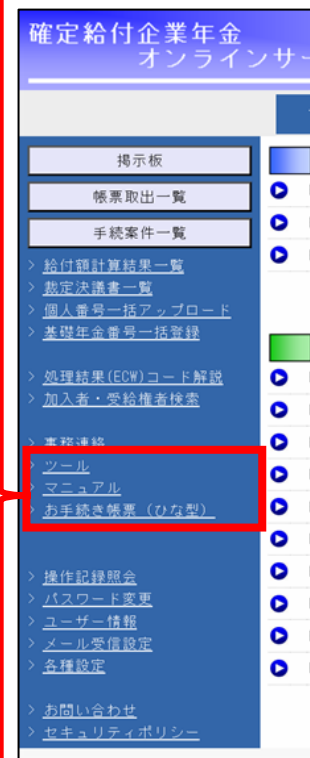 確定給付企業年金
オンラインサー
掲示板
帳票取出一覧
手続案件一覧
> 給付額計算結果一覧
> 裁定決議書一覧
> 個人番号一括アップロード
> 基礎年金番号一括登録
> 処理結果(ECW)コード解説
> 加入者・受給権者検索
> 事務連絡
> ツール
> マニュアル
> お手続き帳票(ひな型)
> 操作記録照会
> パスワード変更
> ユーザー情報
> メール受信設定
> 各種設定
> お問い合わせ
> セキュリティポリシー